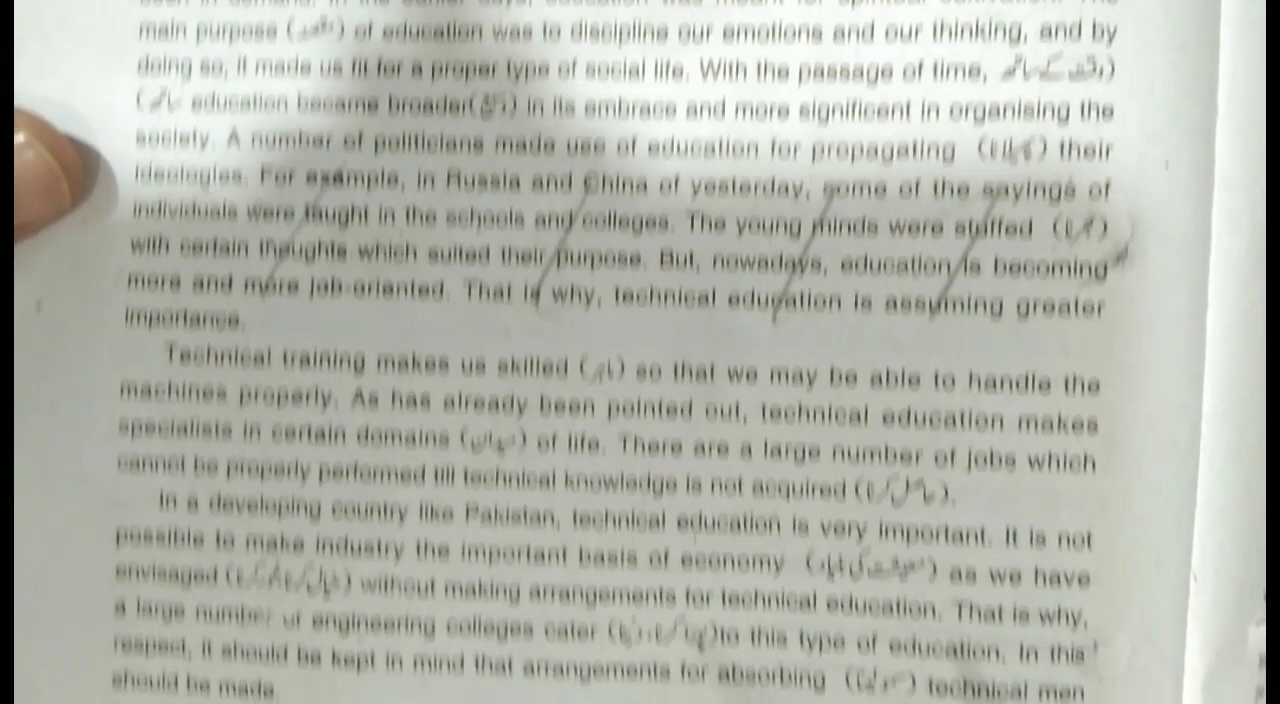 main purpose (مقصد) of education was to discipline our emotions and our thinking, and by
doing so, it made us fit for a proper type of social life. With the passage of time,
education became broader(وسیع) in its embrace and more significant in organising the
society. A number of politicians made use of education for propagating (پھیلانا) their
ideologies. For example, in Russia and China of yesterday, some of the sayings of
individuals were taught in the schools and colleges. The young minds were stuffed
with certain thoughts which suited their purpose. But, nowadays, education is becoming
more and more job-oriented. That is why, technical education is assuming greater
importance.
Technical training makes us skilled (ماہر) so that we may be able to handle the
machines properly. As has already been pointed out, technical education makes
specialists in certain domains of life. There are a large number of jobs which
cannot be properly performed till technical knowledge is not acquired (حاصل کرنا).
In a developing country like Pakistan, technical education is very important. It is not
possible to make industry the important basis of economy (معیشت کی بنیاد) as we have
envisaged without making arrangements for technical education. That is why,
a large number of engineering colleges cater to this type of education. In this
respect, it should be kept in mind that arrangements for absorbing technical men
should be made.